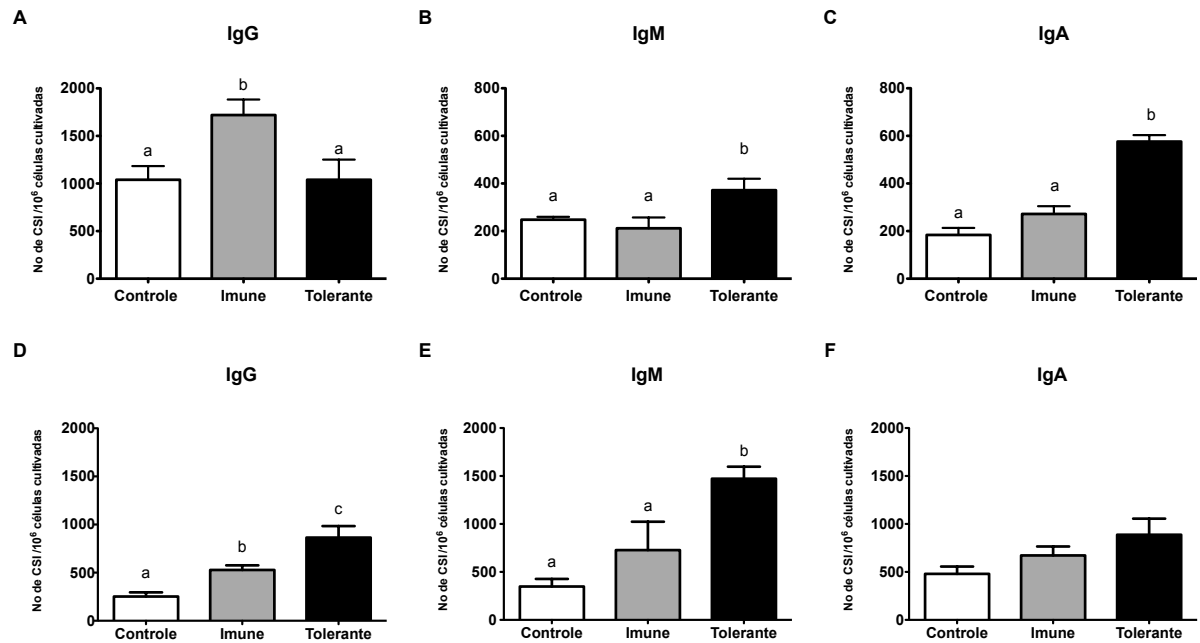 A
IgG
No de CSI /10⁶ células cultivadas
2000
1500
1000
500
0
a
b
a
Controle Imune Tolerante
B
IgM
No de CSI /10⁶ células cultivadas
800
600
400
200
0
a
a
b
Controle Imune Tolerante
C
IgA
No de CSI /10⁶ células cultivadas
800
600
400
200
0
a
a
b
Controle Imune Tolerante
D
IgG
No de CSI /10⁶ células cultivadas
2000
1500
1000
500
0
a
b
c
Controle Imune Tolerante
E
IgM
No de CSI /10⁶ células cultivadas
2000
1500
1000
500
0
a
a
b
Controle Imune Tolerante
F
IgA
No de CSI /10⁶ células cultivadas
2000
1500
1000
500
0
Controle Imune Tolerante